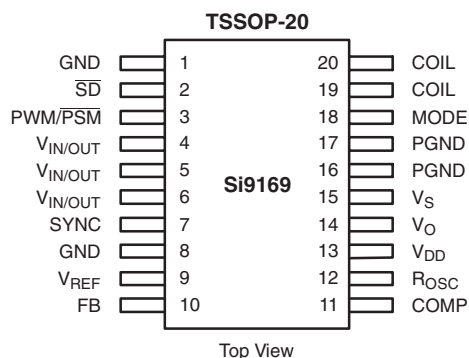 TSSOP-20
GND 1 20 COIL
SD 2 19 COIL
PWM/PSM 3 18 MODE
VIN/OUT 4 17 PGND
VIN/OUT 5 16 PGND
VIN/OUT 6 15 VS
Si9169
SYNC 7 14 VO
GND 8 13 VDD
VREF 9 12 ROSC
FB 10 11 COMP
Top View